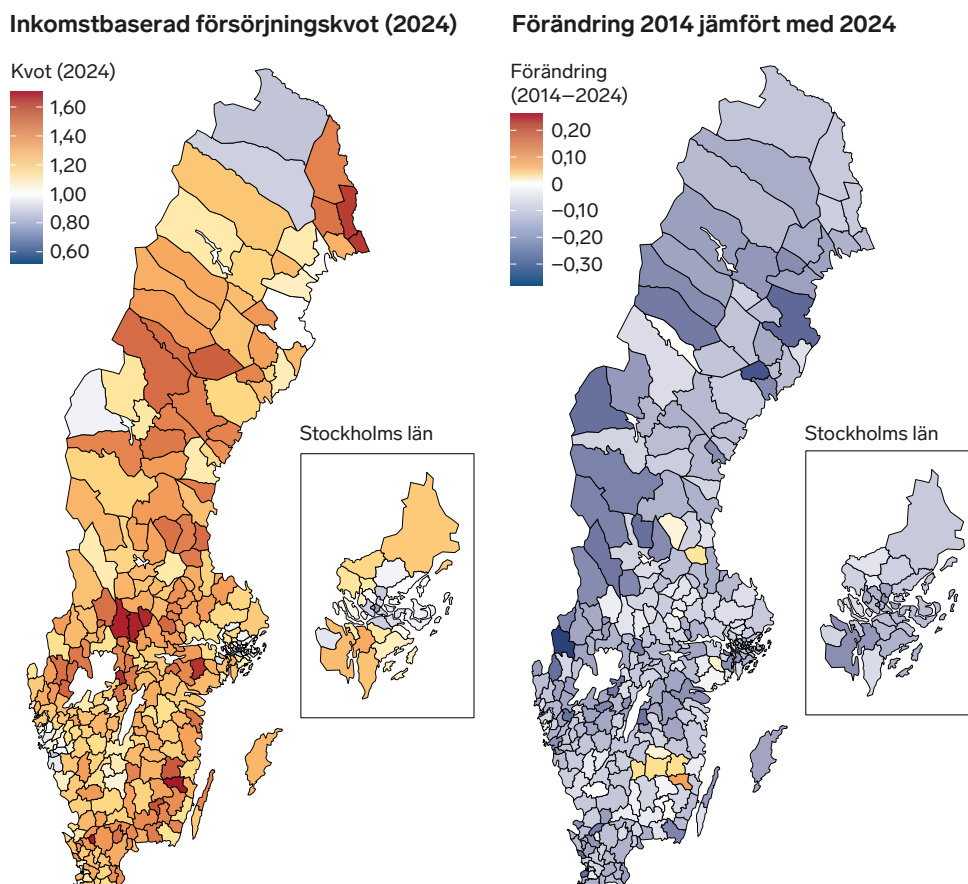 Inkomstbaserad försörjningskvot (2024)
Kvot (2024)
1,60
1,40
1,20
1,00
0,80
0,60
Stockholms län
Förändring 2014 jämfört med 2024
Förändring
(2014–2024)
0,20
0,10
0
−0,10
−0,20
−0,30
Stockholms län